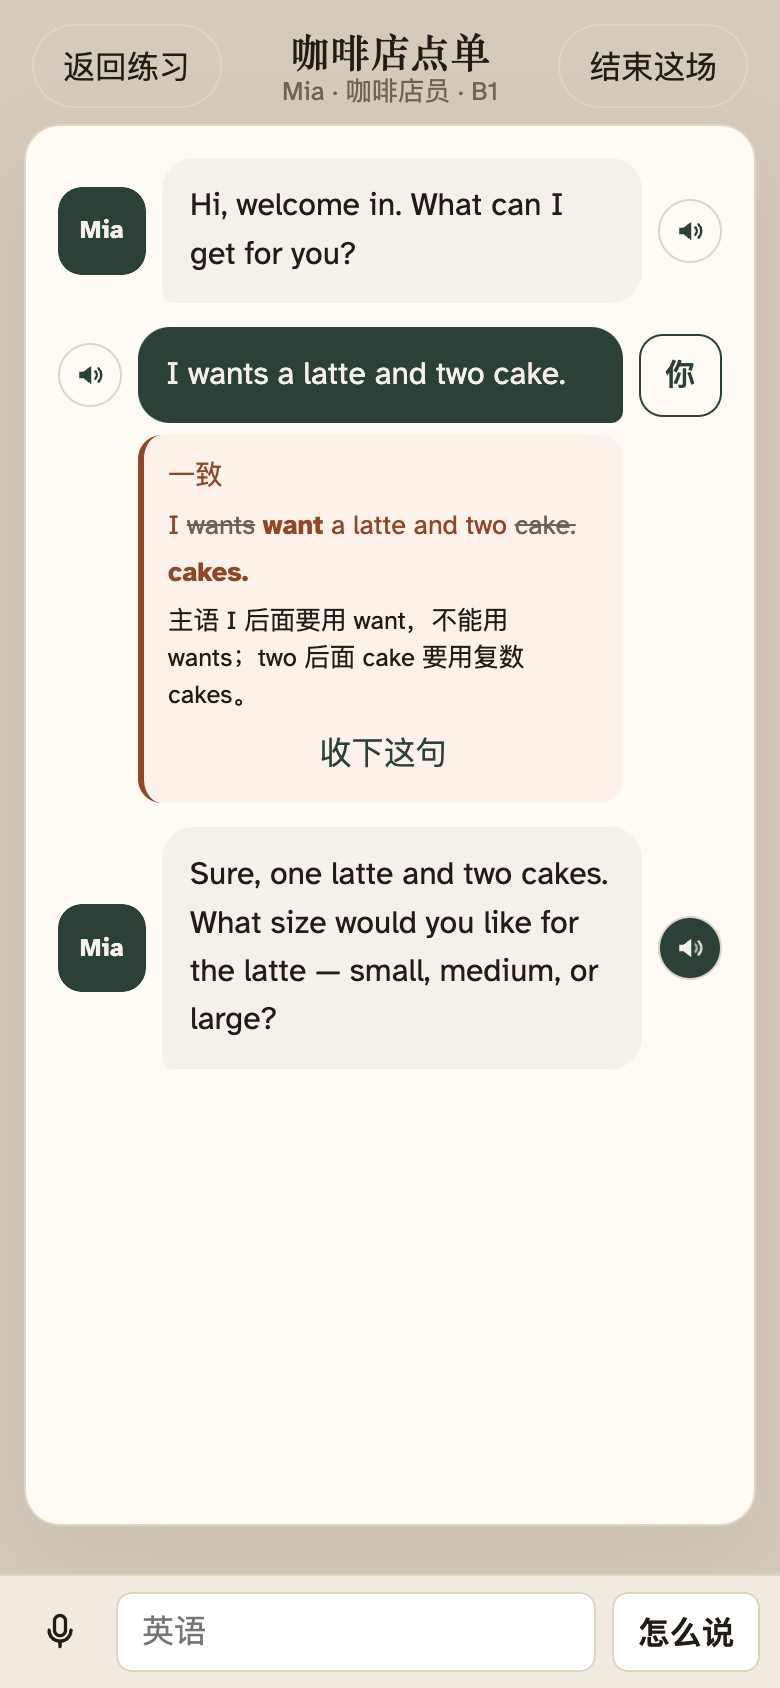 返回练习
咖啡店点单
结束这场
Mia · 咖啡店员 · B1
Mia
Hi, welcome in. What can I
get for you?
I wants a latte and two cake.
你
一致
I wants want a latte and two cake.
cakes.
主语 I 后面要用 want，不能用
wants；two 后面 cake 要用复数
cakes。
收下这句
Mia
Sure, one latte and two cakes.
What size would you like for
the latte — small, medium, or
large?
英语
怎么说